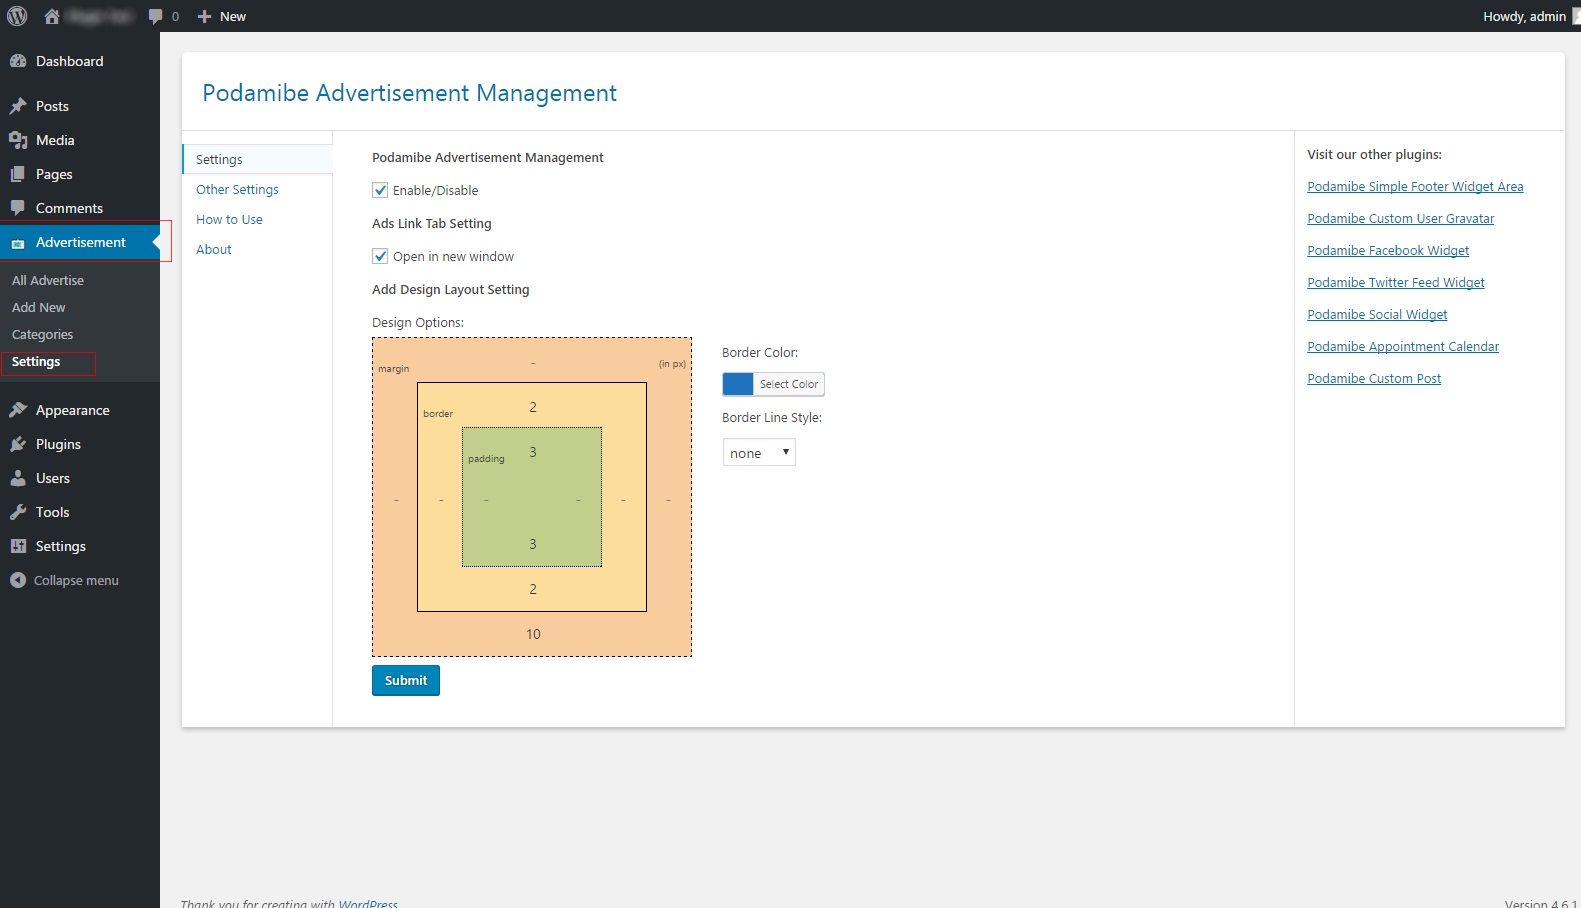 0 New
Howdy, admin
Dashboard
Posts
Media
Pages
Comments
Advertisement
All Advertise
Add New
Categories
Settings
Appearance
Plugins
Users
Tools
Settings
Collapse menu
Podamibe Advertisement Management
Settings
Other Settings
How to Use
About
Podamibe Advertisement Management
Enable/Disable
Ads Link Tab Setting
Open in new window
Add Design Layout Setting
Design Options:
margin - (in px)
border 2
padding 3
- - - - - -
3
2
10
Border Color:
Select Color
Border Line Style:
none
Submit
Visit our other plugins:
Podamibe Simple Footer Widget Area
Podamibe Custom User Gravatar
Podamibe Facebook Widget
Podamibe Twitter Feed Widget
Podamibe Social Widget
Podamibe Appointment Calendar
Podamibe Custom Post
Thank you for creating with WordPress
Version 4.6.1